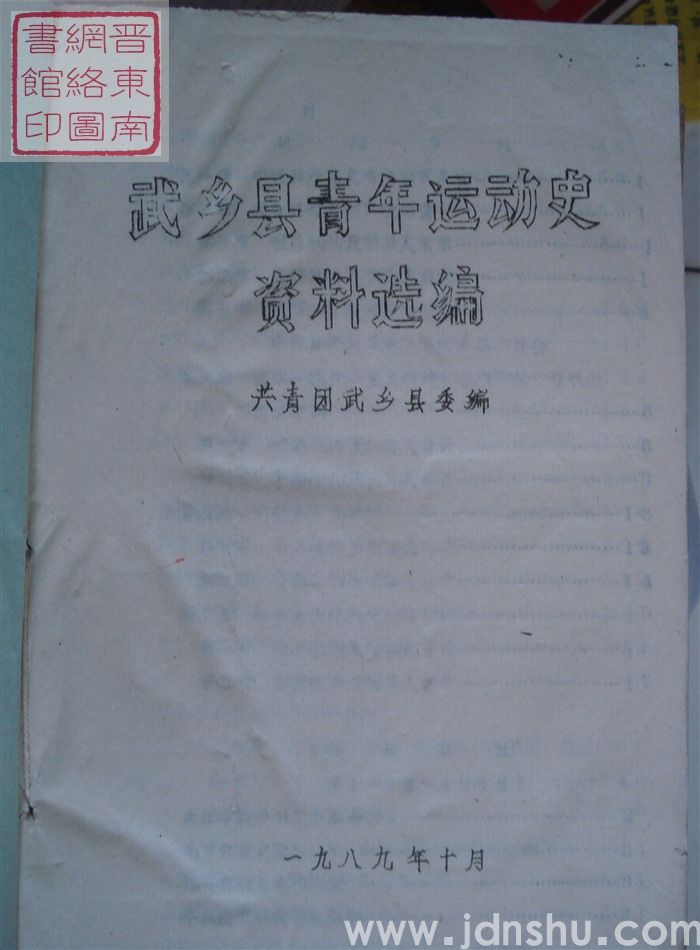 晋東南
網絡圖
書館印
武乡县青年运动史
资料选编
共青团武乡县委编
一九八九年十月
www.jdnshu.com